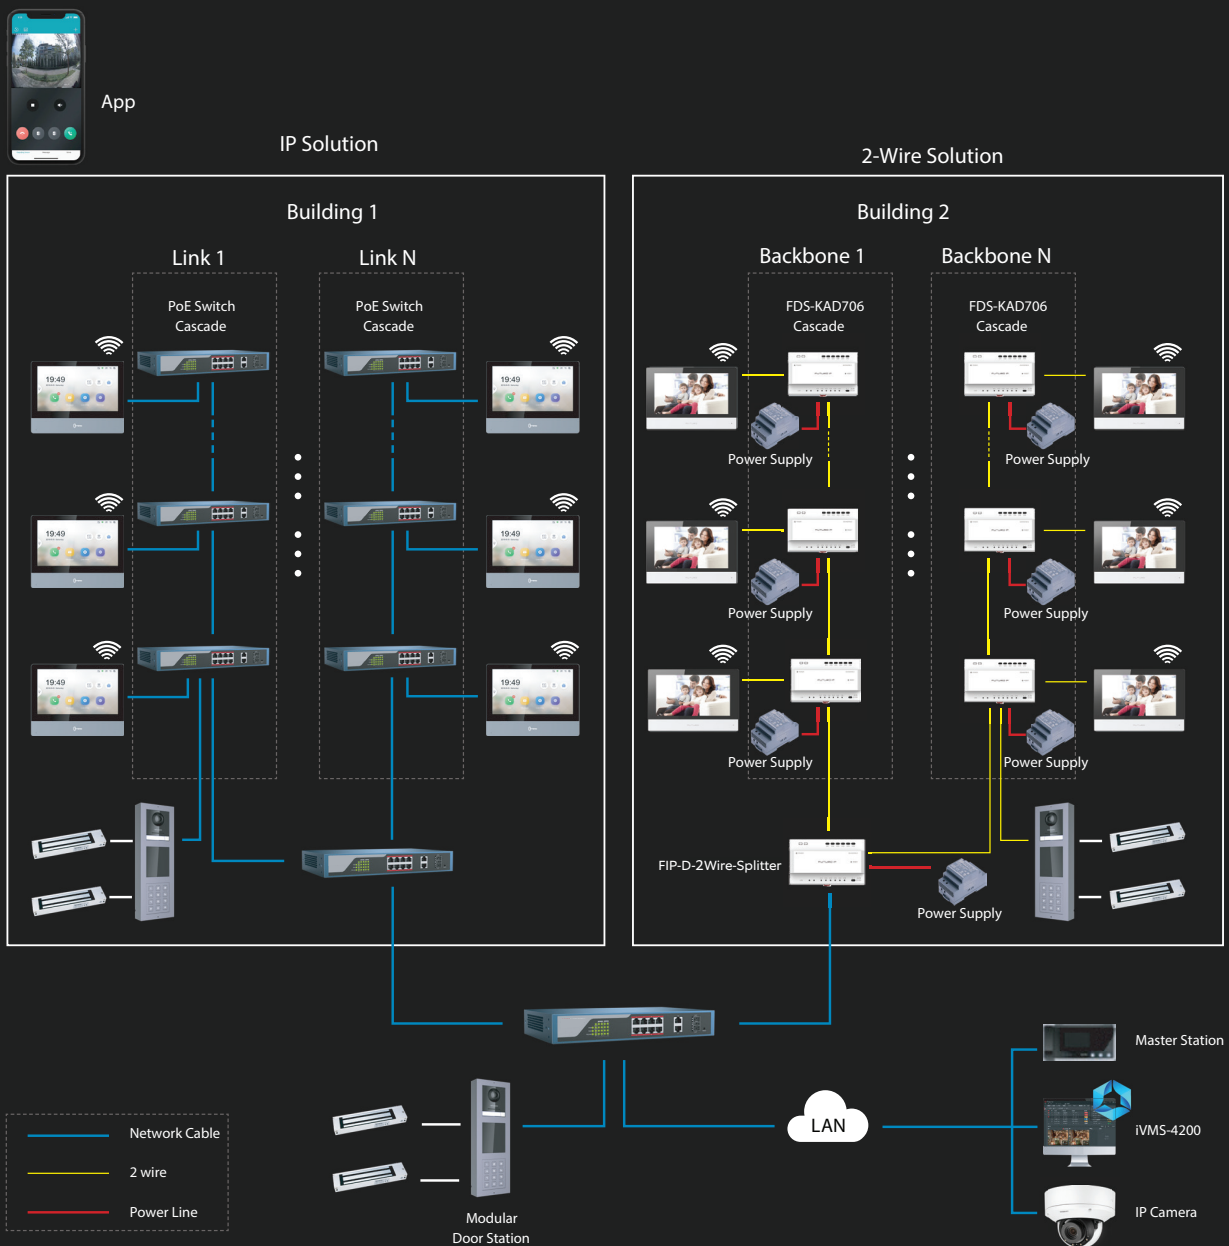 App
IP Solution
2-Wire Solution
Building 1
Building 2
Link 1
Link N
Backbone 1
Backbone N
PoE Switch
Cascade
PoE Switch
Cascade
FDS-KAD706
Cascade
FDS-KAD706
Cascade
19:49
19:49
Power Supply
Power Supply
19:49
19:49
Power Supply
Power Supply
19:49
19:49
Power Supply
Power Supply
FIP-D-2Wire-Splitter
Power Supply
Master Station
LAN
iVMS-4200
IP Camera
Network Cable
2 wire
Power Line
Modular
Door Station